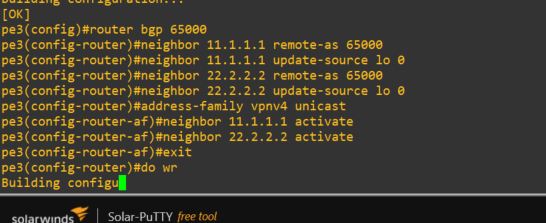 Building configuration...
[OK]
pe3(config)#router bgp 65000
pe3(config-router)#neighbor 11.1.1.1 remote-as 65000
pe3(config-router)#neighbor 11.1.1.1 update-source lo 0
pe3(config-router)#neighbor 22.2.2.2 remote-as 65000
pe3(config-router)#neighbor 22.2.2.2 update-source lo 0
pe3(config-router)#address-family vpnv4 unicast
pe3(config-router-af)#neighbor 11.1.1.1 activate
pe3(config-router-af)#neighbor 22.2.2.2 activate
pe3(config-router-af)#exit
pe3(config-router)#do wr
Building configu
solarwinds | Solar-PuTTY free tool